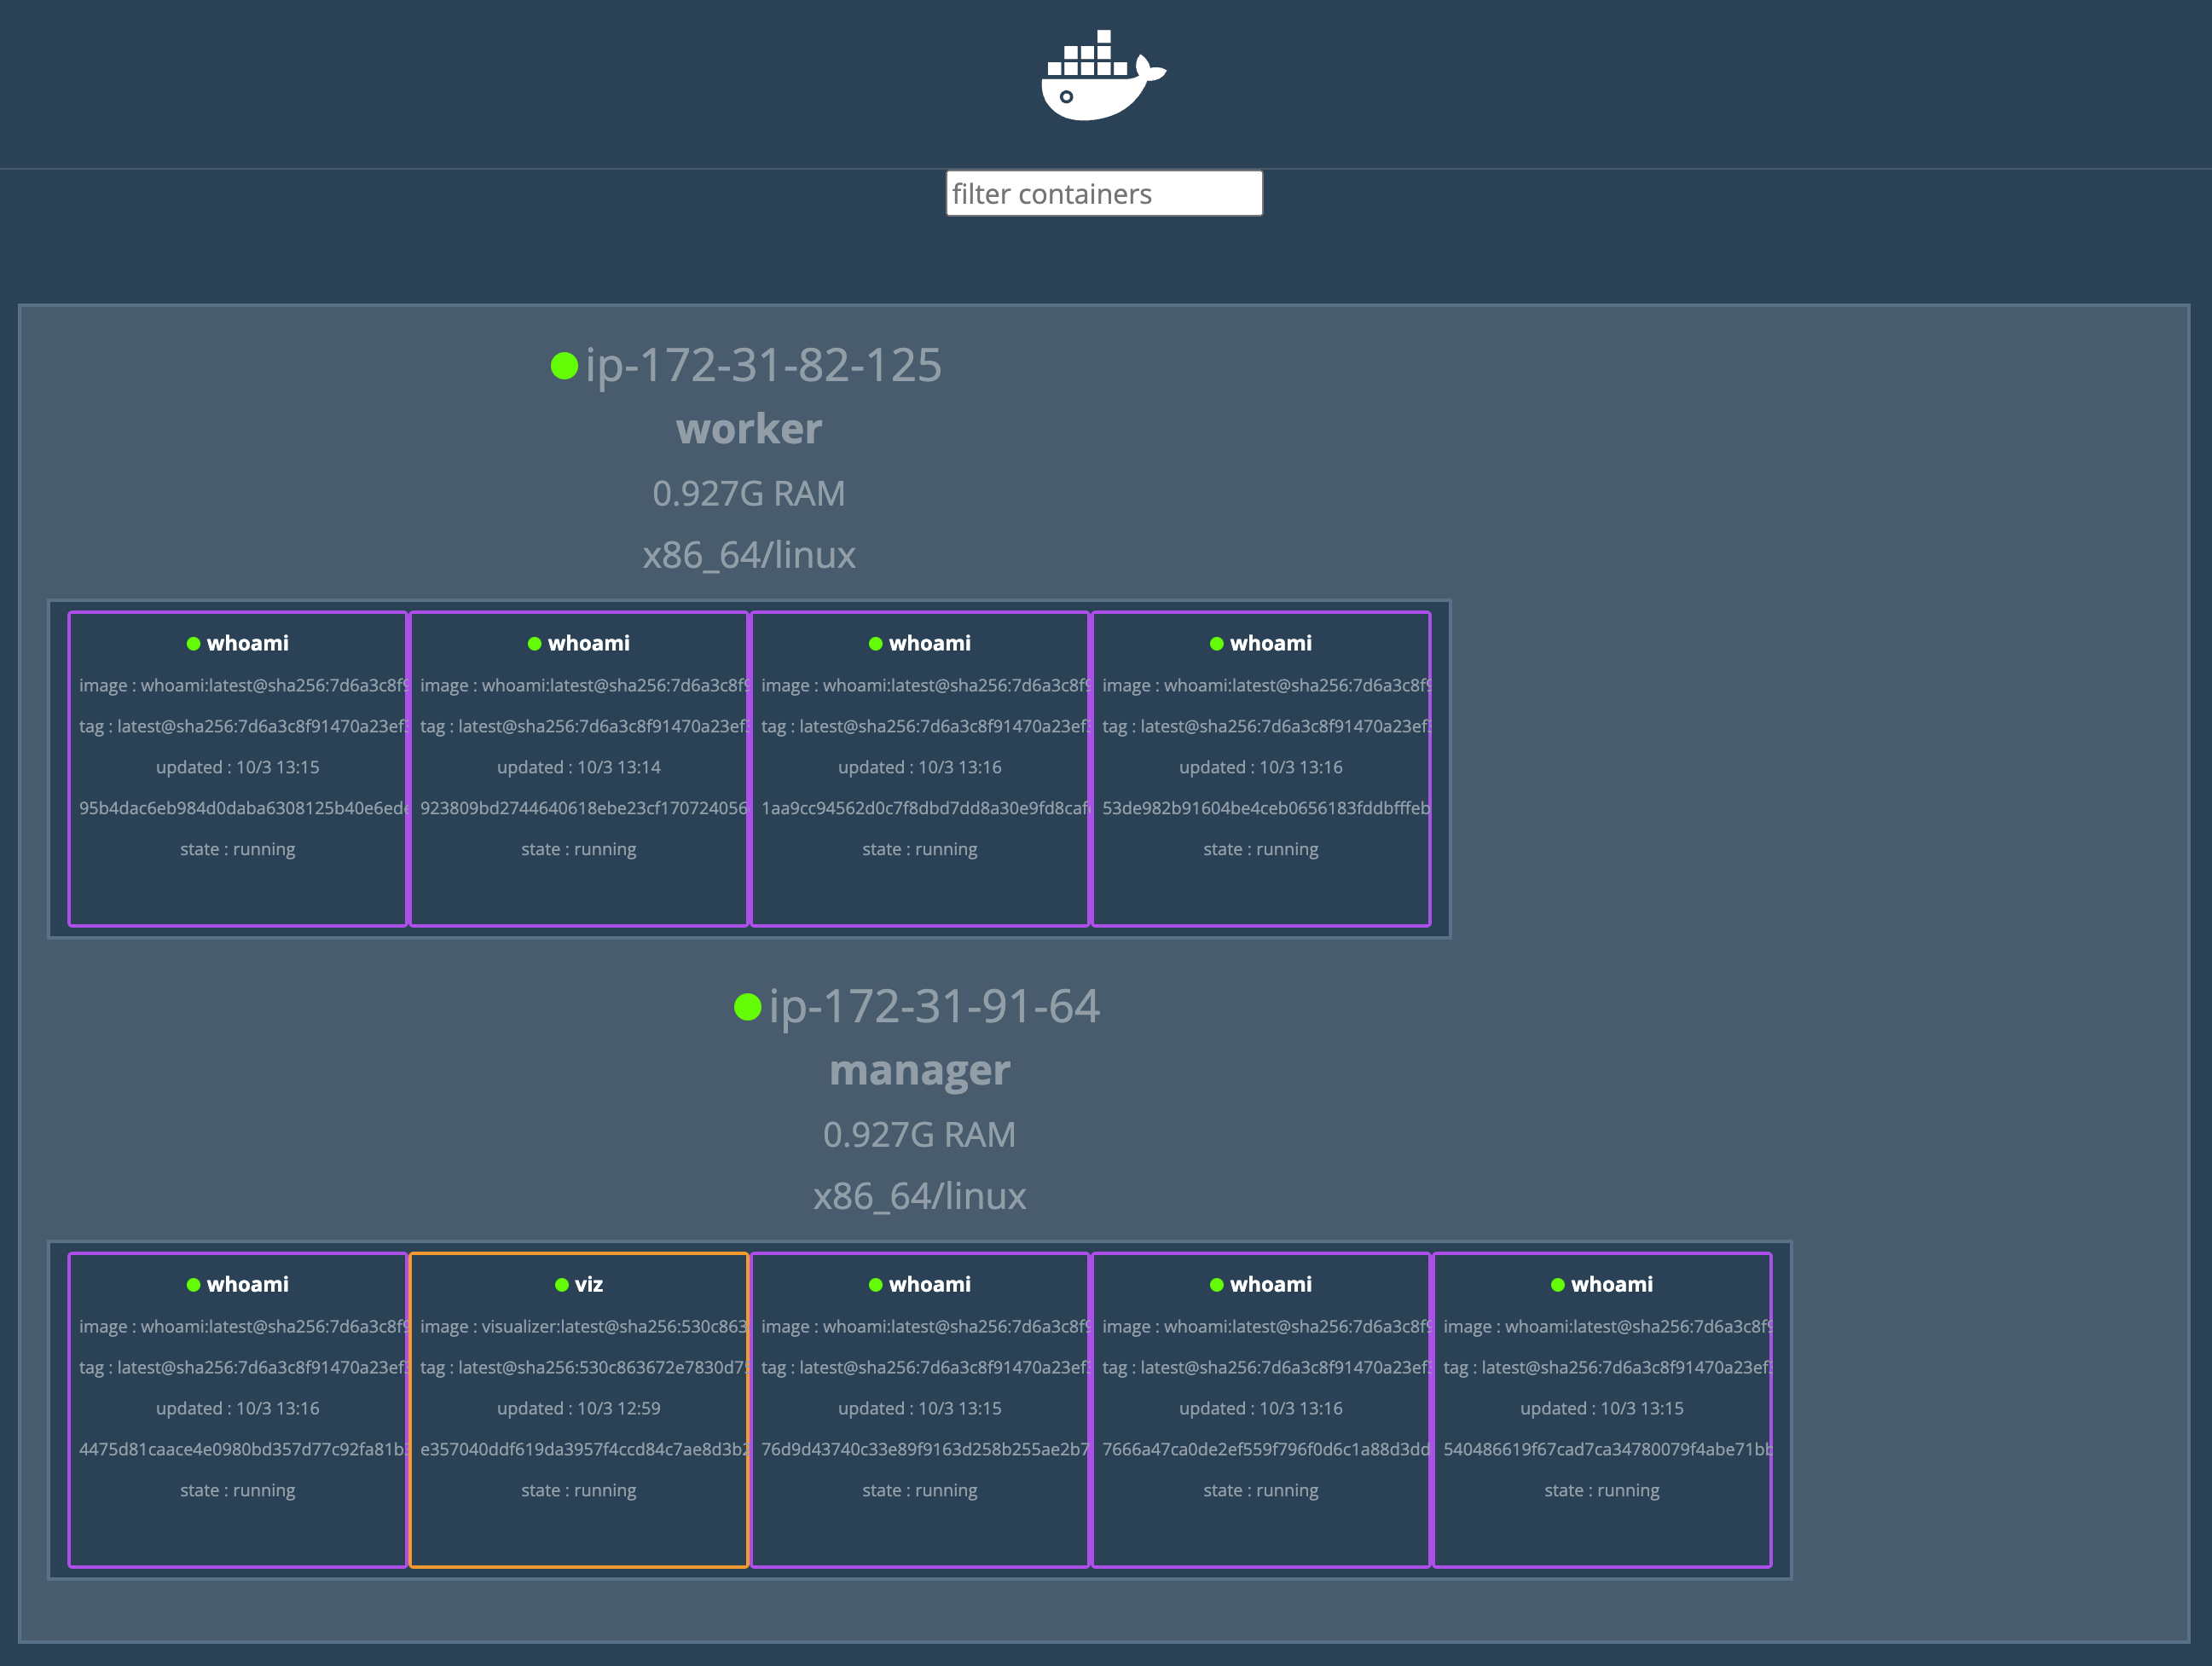 filter containers
ip-172-31-82-125
worker
0.927G RAM
x86_64/linux
whoami
image : whoami:latest@sha256:7d6a3c8f9
tag : latest@sha256:7d6a3c8f91470a23ef
updated : 10/3 13:15
95b4dac6eb984d0daba6308125b40e6ede
state : running
whoami
image : whoami:latest@sha256:7d6a3c8f9
tag : latest@sha256:7d6a3c8f91470a23ef
updated : 10/3 13:14
923809bd2744640618ebe23cf170724056
state : running
whoami
image : whoami:latest@sha256:7d6a3c8f9
tag : latest@sha256:7d6a3c8f91470a23ef
updated : 10/3 13:16
1aa9cc94562d0c7f8dbd7dd8a30e9fd8caf
state : running
whoami
image : whoami:latest@sha256:7d6a3c8f9
tag : latest@sha256:7d6a3c8f91470a23ef
updated : 10/3 13:16
53de982b91604be4ceb0656183fddbfffeb
state : running
ip-172-31-91-64
manager
0.927G RAM
x86_64/linux
whoami
image : whoami:latest@sha256:7d6a3c8f9
tag : latest@sha256:7d6a3c8f91470a23ef
updated : 10/3 13:16
4475d81caace4e0980bd357d77c92fa81b
state : running
viz
image : visualizer:latest@sha256:530c863
tag : latest@sha256:530c863672e7830d7
updated : 10/3 12:59
e357040ddf619da3957f4ccd84c7ae8d3b2
state : running
whoami
image : whoami:latest@sha256:7d6a3c8f9
tag : latest@sha256:7d6a3c8f91470a23ef
updated : 10/3 13:15
76d9d43740c33e89f9163d258b255ae2b7
state : running
whoami
image : whoami:latest@sha256:7d6a3c8f9
tag : latest@sha256:7d6a3c8f91470a23ef
updated : 10/3 13:16
7666a47ca0de2ef559f796f0d6c1a88d3dd
state : running
whoami
image : whoami:latest@sha256:7d6a3c8f9
tag : latest@sha256:7d6a3c8f91470a23ef
updated : 10/3 13:15
540486619f67cad7ca34780079f4abe71bb
state : running